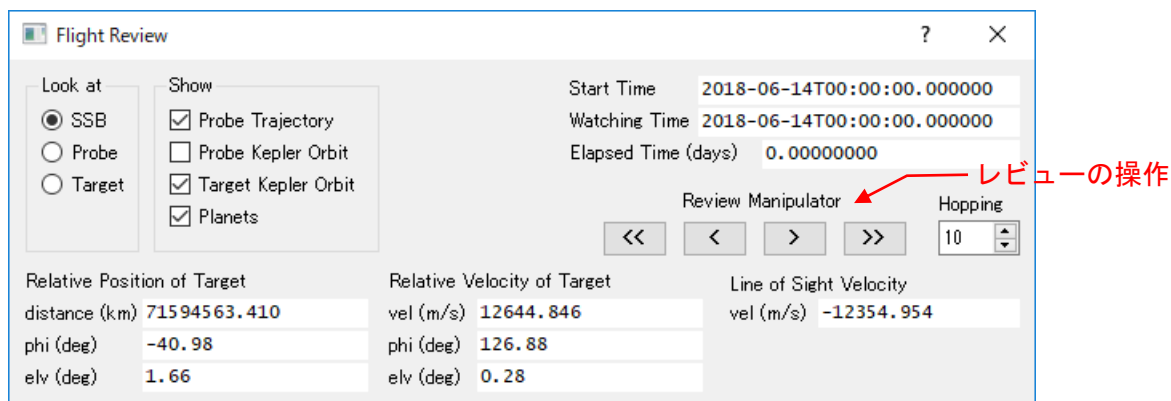 Flight Review
?
Look at
SSB
Probe
Target
Show
Probe Trajectory
Probe Kepler Orbit
Target Kepler Orbit
Planets
Start Time 2018-06-14T00:00:00.000000
Watching Time 2018-06-14T00:00:00.000000
Elapsed Time (days) 0.00000000
レビューの操作
Review Manipulator
<< < > >>
Hopping
10
Relative Position of Target
distance (km) 71594563.410
phi (deg) -40.98
elv (deg) 1.66
Relative Velocity of Target
vel (m/s) 12644.846
phi (deg) 126.88
elv (deg) 0.28
Line of Sight Velocity
vel (m/s) -12354.954